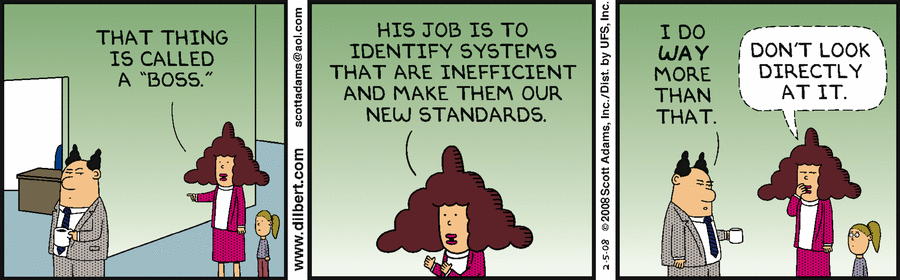 THAT THING
IS CALLED
A "BOSS."
www.dilbert.com scottadams@aol.com
HIS JOB IS TO
IDENTIFY SYSTEMS
THAT ARE INEFFICIENT
AND MAKE THEM OUR
NEW STANDARDS.
2-5-08 © 2008 Scott Adams, Inc./Dist. by UFS, Inc.
I DO
WAY
MORE
THAN
THAT.
DON'T LOOK
DIRECTLY
AT IT.